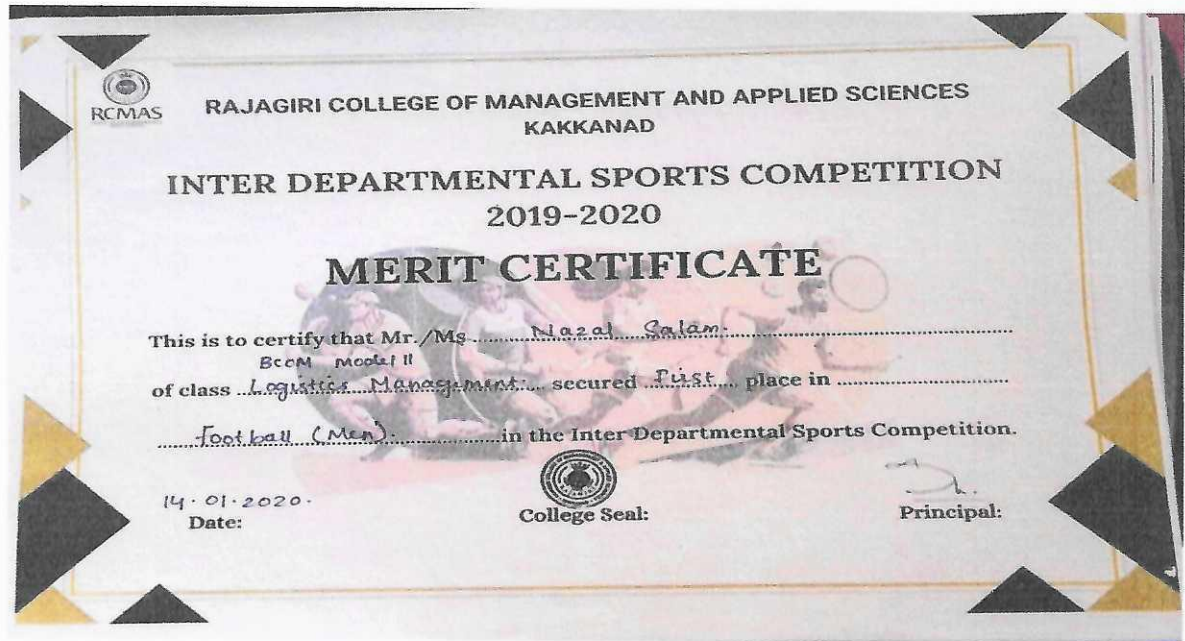 RCMAS
RAJAGIRI COLLEGE OF MANAGEMENT AND APPLIED SCIENCES
KAKKANAD
INTER DEPARTMENTAL SPORTS COMPETITION
2019-2020
MERIT CERTIFICATE
This is to certify that Mr./Ms ........... Nazal Salam.............
BCOM Model II
of class ..Logistics Management:... secured ..First... place in ..............................
.......Football (Men)..................in the Inter Departmental Sports Competition.
14.01.2020.
Date:
College Seal:
Principal: